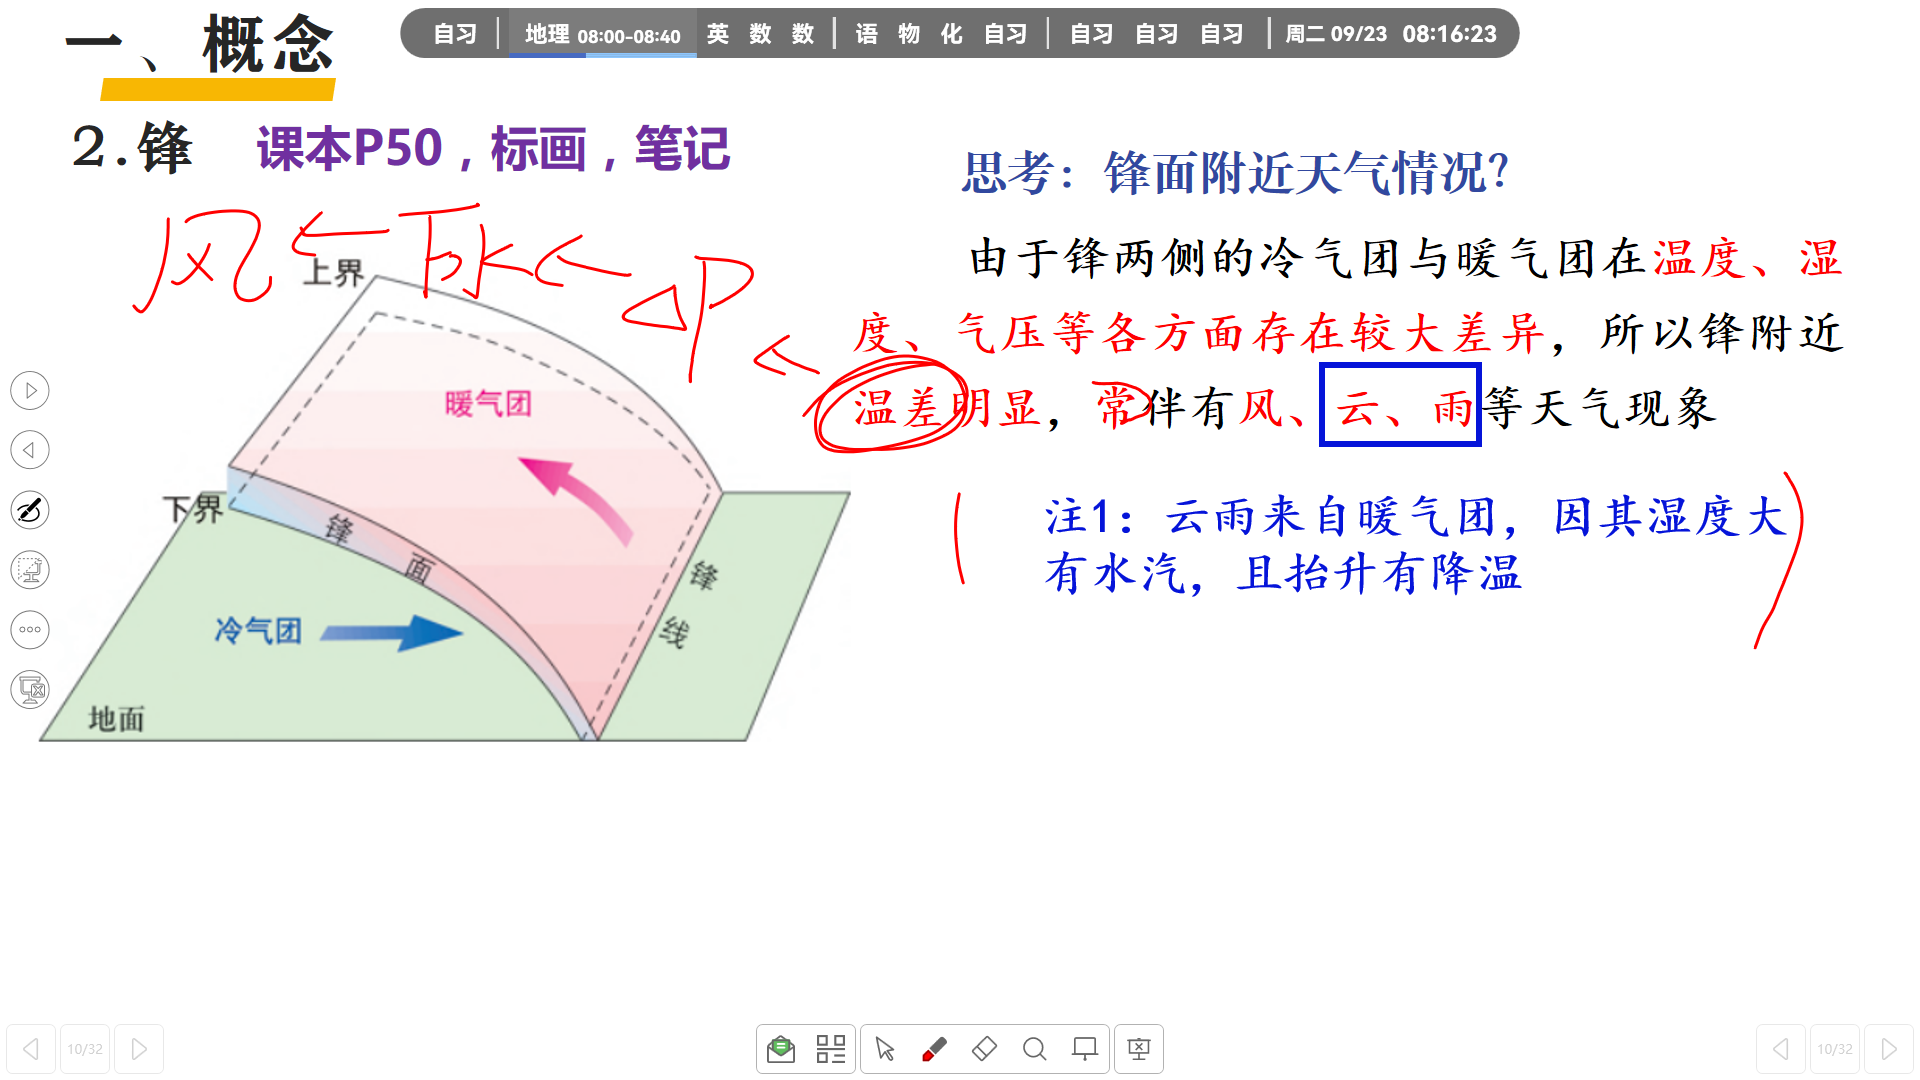 一、概念
自习 地理 08:00-08:40 英 数 数 语 物 化 自习 自习 自习 自习 周二 09/23 08:16:23
2.锋 课本P50，标画，笔记
思考：锋面附近天气情况？
由于锋两侧的冷气团与暖气团在温度、湿
度、气压等各方面存在较大差异，所以锋附近
温差明显，常伴有风、云、雨等天气现象
注1：云雨来自暖气团，因其湿度大
有水汽，且抬升有降温
风 ← ← △P ←
上界
暖气团
下界
锋面
锋线
冷气团
地面
10/32
10/32